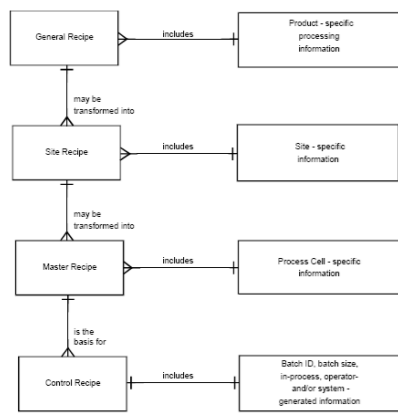 General Recipe
includes
Product - specific
processing
information
may be
transformed into
Site Recipe
includes
Site - specific
information
may be
transformed into
Master Recipe
includes
Process Cell - specific
information
is the
basis for
Control Recipe
includes
Batch ID, batch size,
in-process, operator-
and/or system -
generated information